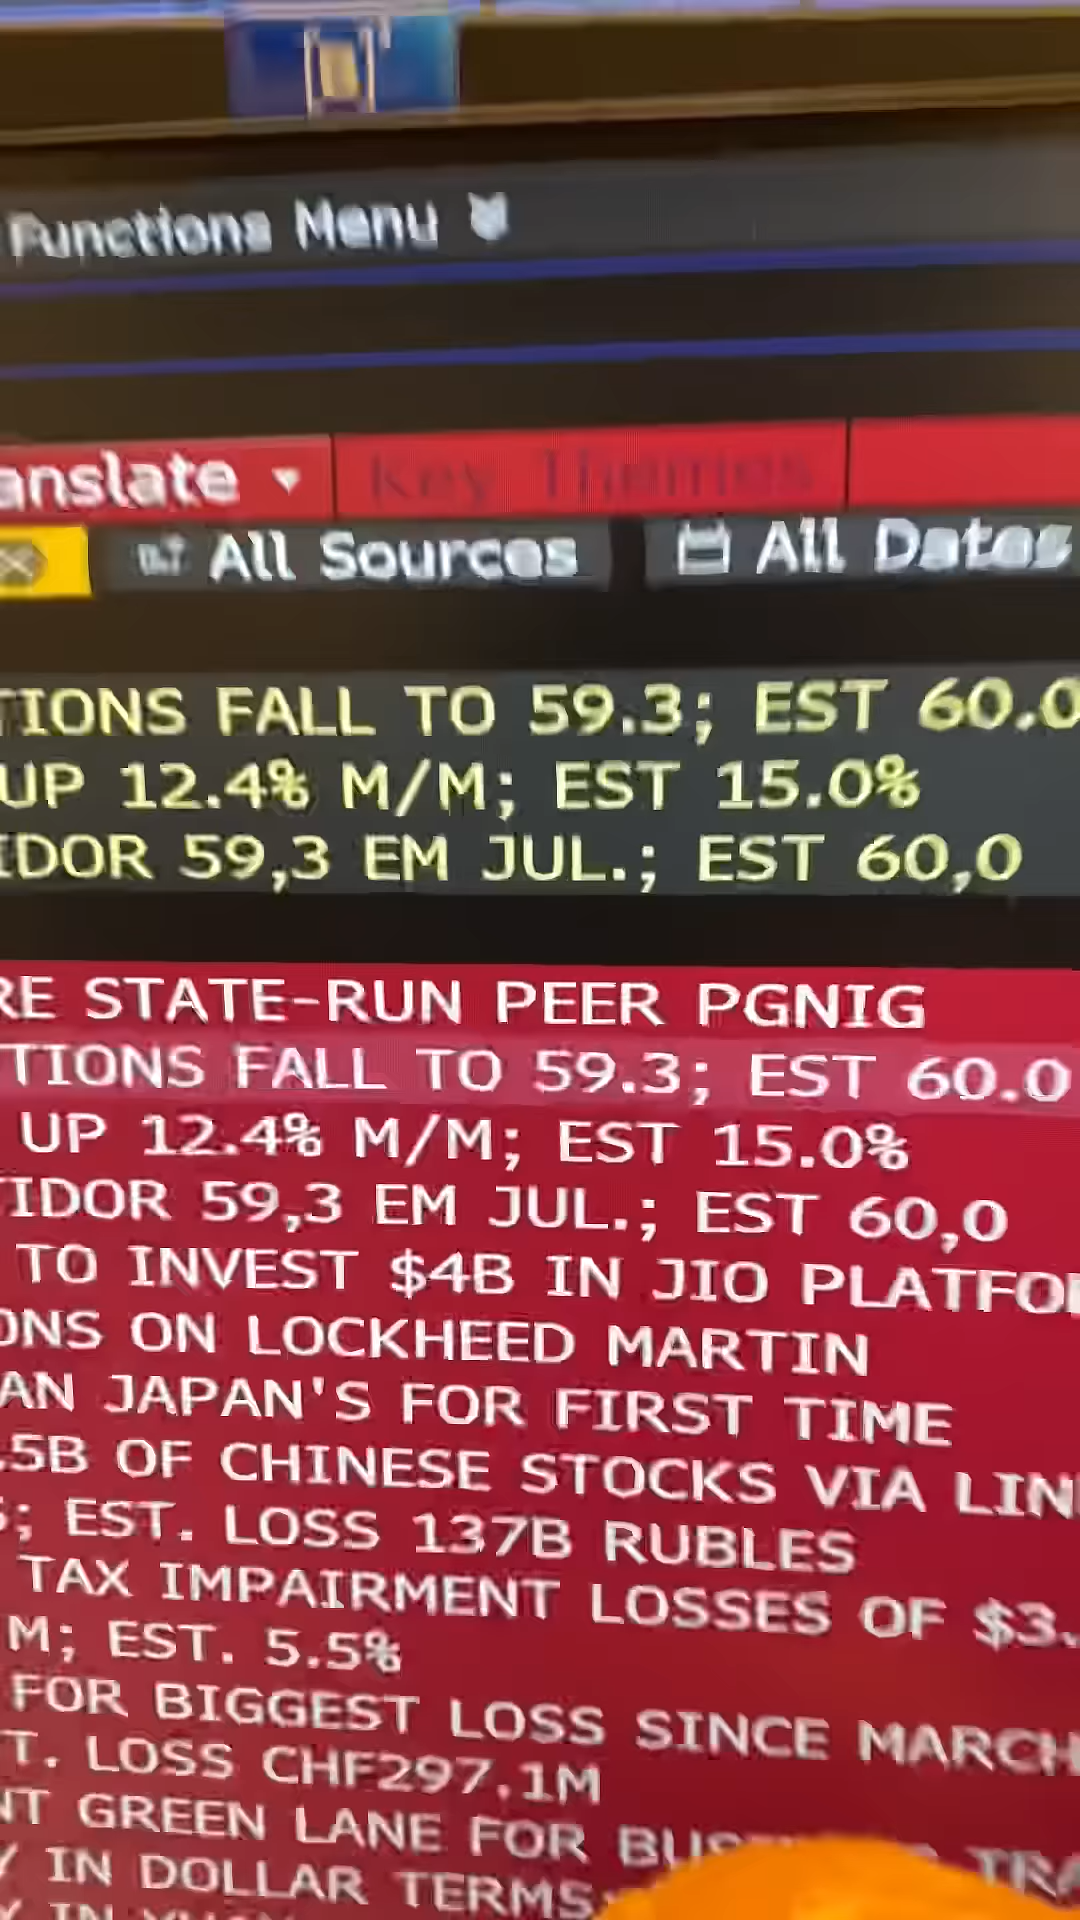 Functions Menu
anslate
Key Themes
All Sources
All Dates
TIONS FALL TO 59.3; EST 60.0
UP 12.4% M/M; EST 15.0%
IDOR 59,3 EM JUL.; EST 60,0
RE STATE-RUN PEER PGNIG
TIONS FALL TO 59.3; EST 60.0
UP 12.4% M/M; EST 15.0%
IDOR 59,3 EM JUL.; EST 60,0
TO INVEST $4B IN JIO PLATFO
ONS ON LOCKHEED MARTIN
AN JAPAN'S FOR FIRST TIME
.5B OF CHINESE STOCKS VIA LIN
; EST. LOSS 137B RUBLES
TAX IMPAIRMENT LOSSES OF $3.
M; EST. 5.5%
FOR BIGGEST LOSS SINCE MARCH
T. LOSS CHF297.1M
NT GREEN LANE FOR BUS TRA
Y IN DOLLAR TERMS